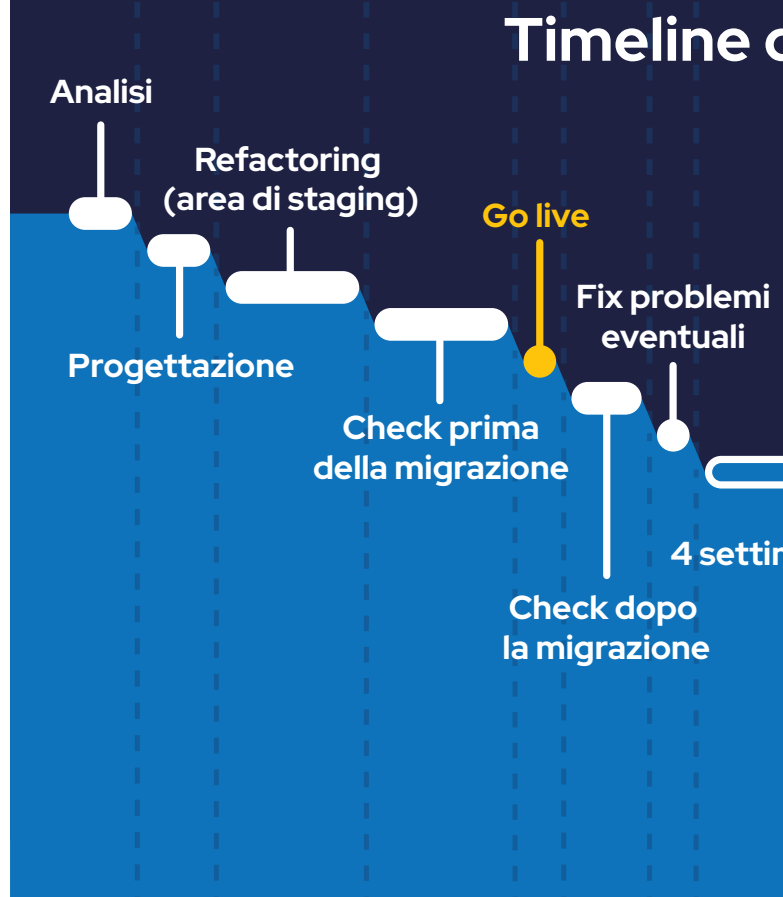 Timeline
Analisi
Refactoring
(area di staging)
Go live
Fix problemi
eventuali
Progettazione
Check prima
della migrazione
4
Check dopo
la migrazione